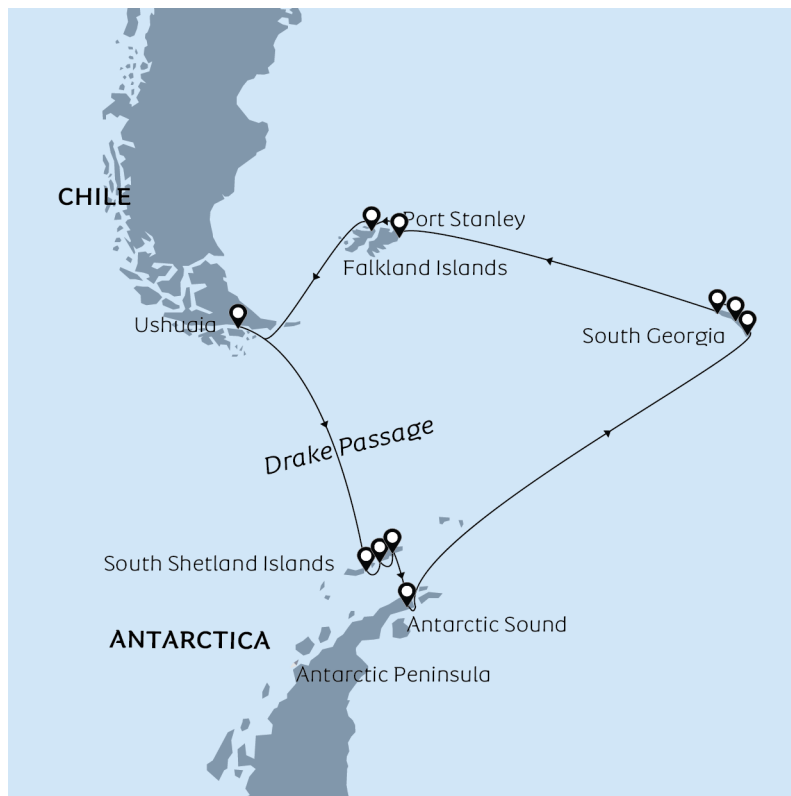 CHILE
Port Stanley
Falkland Islands
Ushuaia
South Georgia
Drake Passage
South Shetland Islands
Antarctic Sound
ANTARCTICA
Antarctic Peninsula